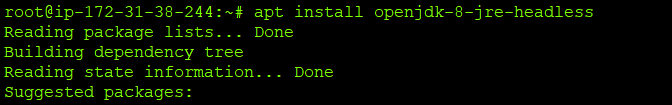 root@ip-172-31-38-244:~# apt install openjdk-8-jre-headless
Reading package lists... Done
Building dependency tree
Reading state information... Done
Suggested packages: